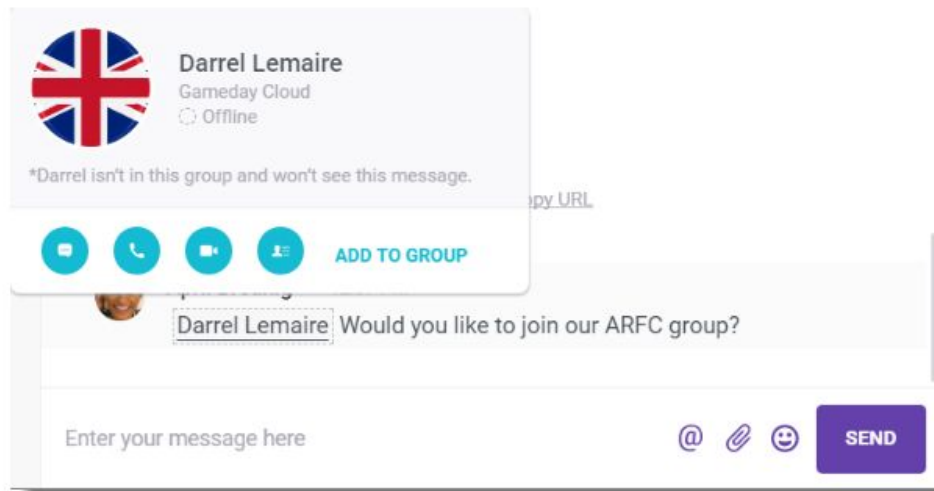 Darrel Lemaire
Gameday Cloud
Offline
*Darrel isn't in this group and won't see this message.
URL
ADD TO GROUP
Darrel Lemaire Would you like to join our ARFC group?
Enter your message here
@
SEND